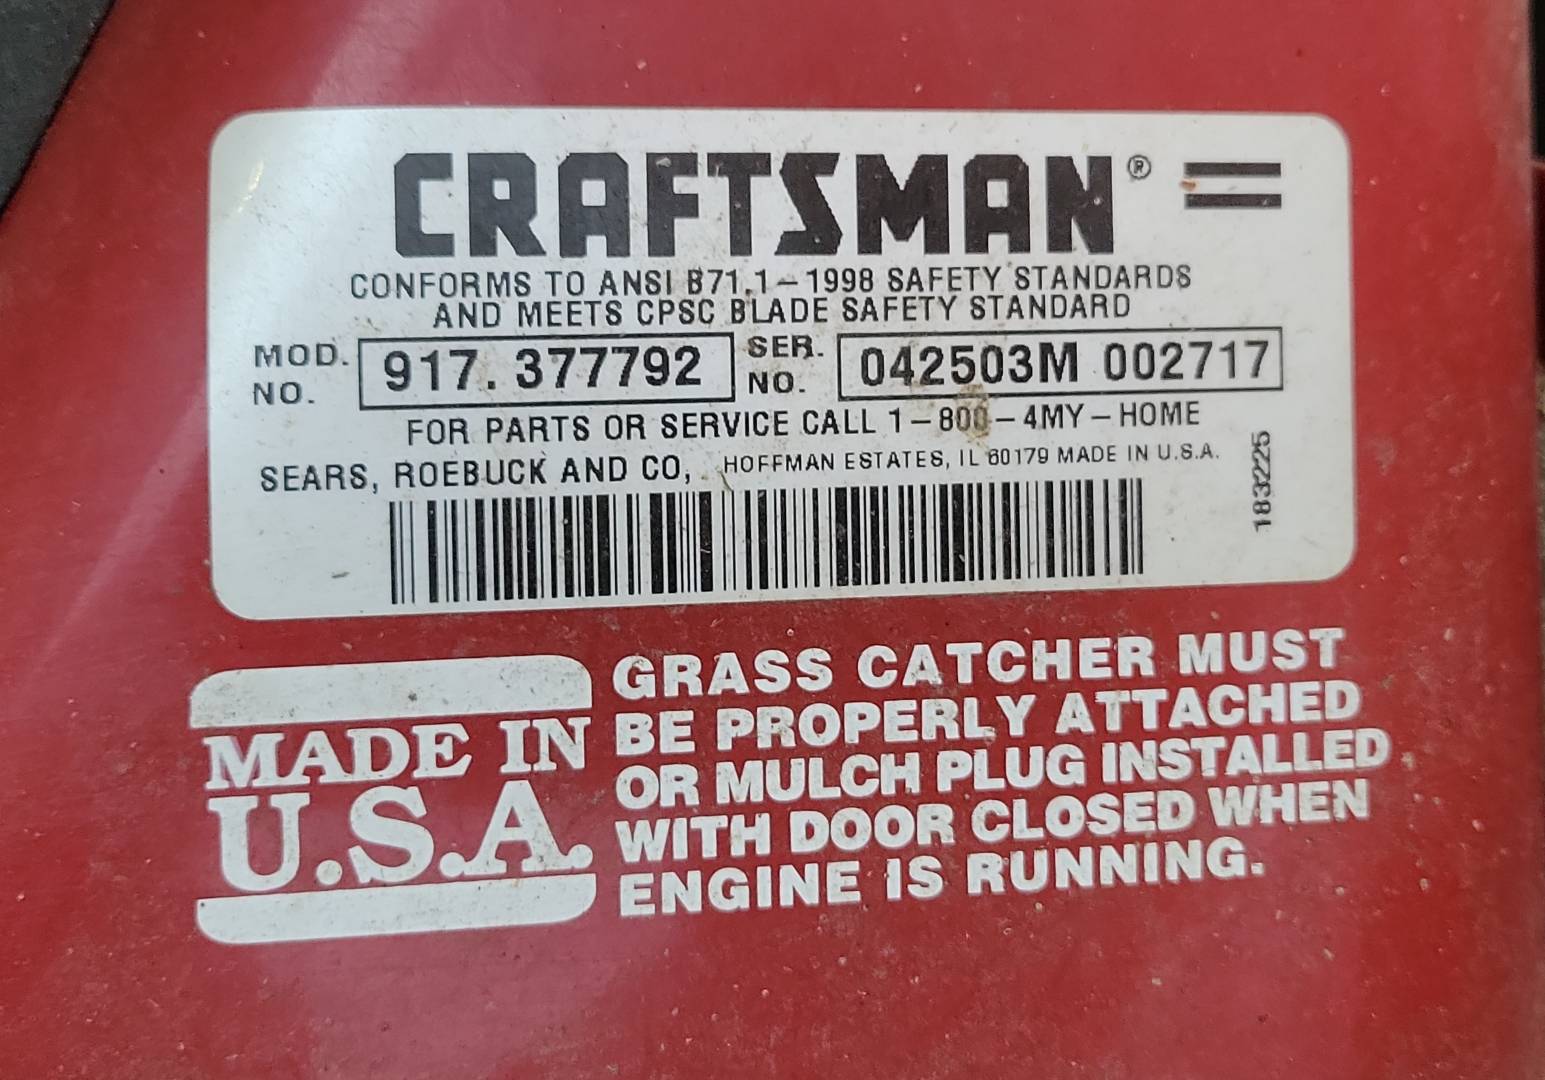 CRAFTSMAN®
CONFORMS TO ANSI B71.1–1998 SAFETY STANDARDS
AND MEETS CPSC BLADE SAFETY STANDARD
MOD. NO. 917.377792 SER. NO. 042503M 002717
FOR PARTS OR SERVICE CALL 1–800–4MY–HOME
SEARS, ROEBUCK AND CO, HOFFMAN ESTATES, IL 60179 MADE IN U.S.A.
1832225
MADE IN
U.S.A.
GRASS CATCHER MUST
BE PROPERLY ATTACHED
OR MULCH PLUG INSTALLED
WITH DOOR CLOSED WHEN
ENGINE IS RUNNING.